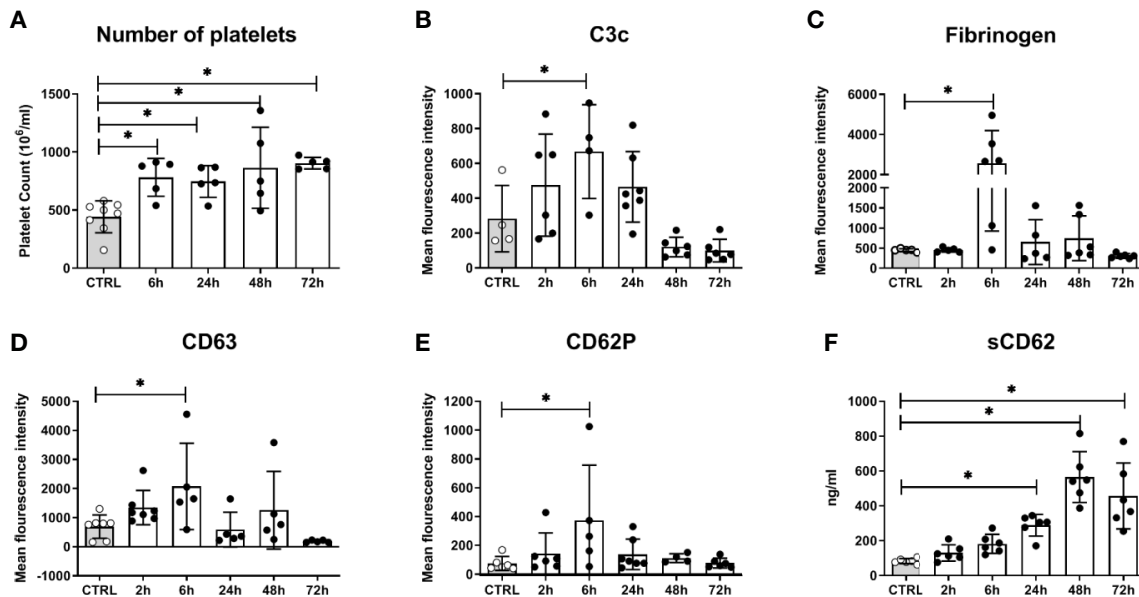 A
Number of platelets
Platelet Count (10⁶/ml)
1500
1000
500
0
*
*
*
*
CTRL 6h 24h 48h 72h
B
C3c
Mean flourescence intensity
1000
800
600
400
200
0
*
CTRL 2h 6h 24h 48h 72h
C
Fibrinogen
Mean flourescence intensity
6000
4000
2000
2000
1500
1000
500
0
*
CTRL 2h 6h 24h 48h 72h
D
CD63
Mean flourescence intensity
5000
4000
3000
2000
1000
0
-1000
*
CTRL 2h 6h 24h 48h 72h
E
CD62P
Mean flourescence intensity
1200
1000
800
600
400
200
0
*
CTRL 2h 6h 24h 48h 72h
F
sCD62
ng/ml
1000
800
600
400
200
0
*
*
*
CTRL 2h 6h 24h 48h 72h